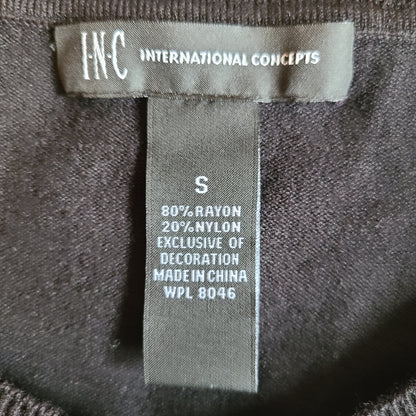 I·N·C INTERNATIONAL CONCEPTS
S
80% RAYON
20% NYLON
EXCLUSIVE OF
DECORATION
MADE IN CHINA
WPL 8046